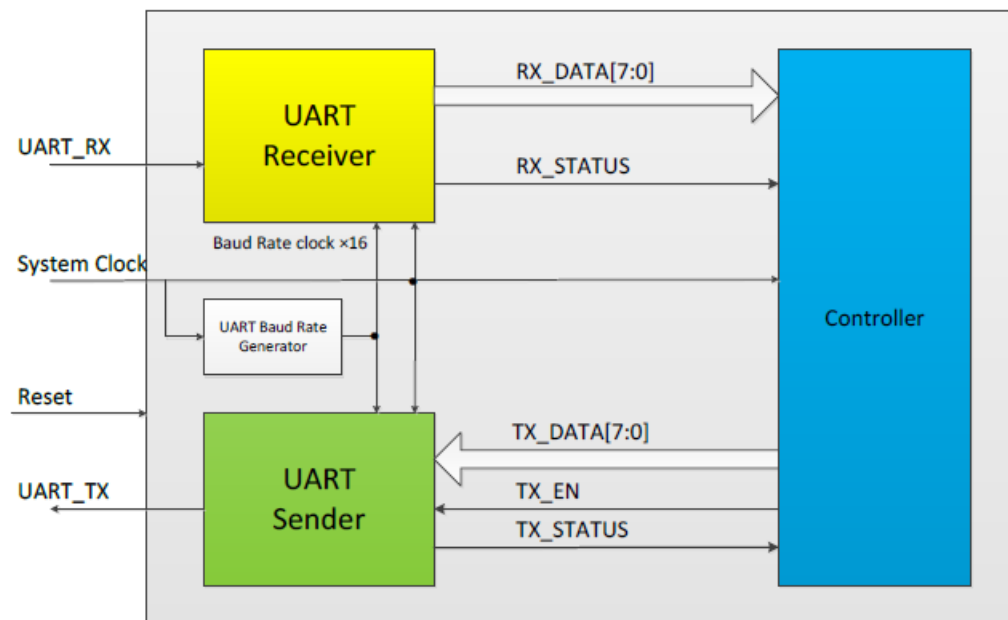 RX_DATA[7:0]
UART
Receiver
UART_RX
RX_STATUS
Baud Rate clock ×16
System Clock
UART Baud Rate
Generator
Controller
Reset
TX_DATA[7:0]
UART
Sender
UART_TX
TX_EN
TX_STATUS